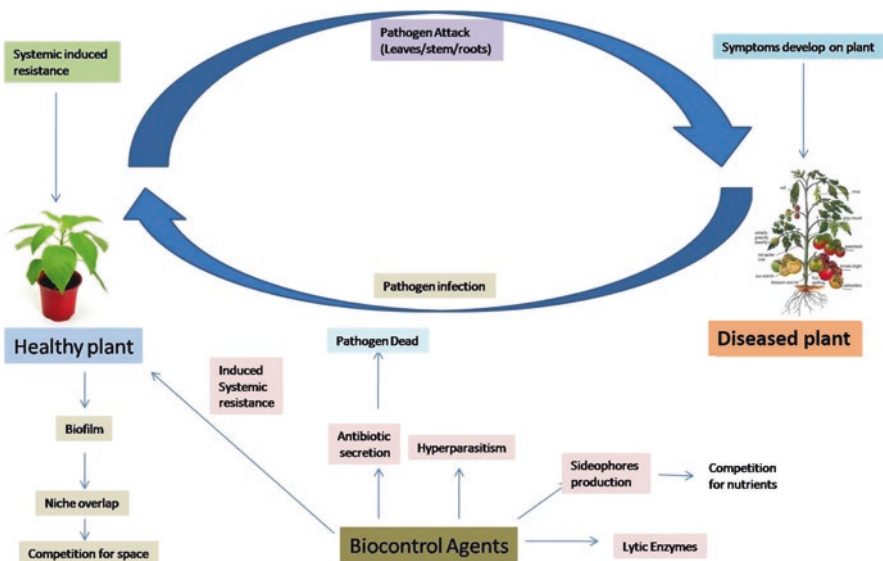 Pathogen Attack
(Leaves/stem/roots)
Systemic induced
resistance
Symptoms develop on plant
Pathogen infection
Healthy plant
Diseased plant
Pathogen Dead
Induced
Systemic
resistance
Biofilm
Antibiotic
secretion
Hyperparasitism
Sideophores
production
Competition
for nutrients
Niche overlap
Biocontrol Agents
Lytic Enzymes
Competition for space